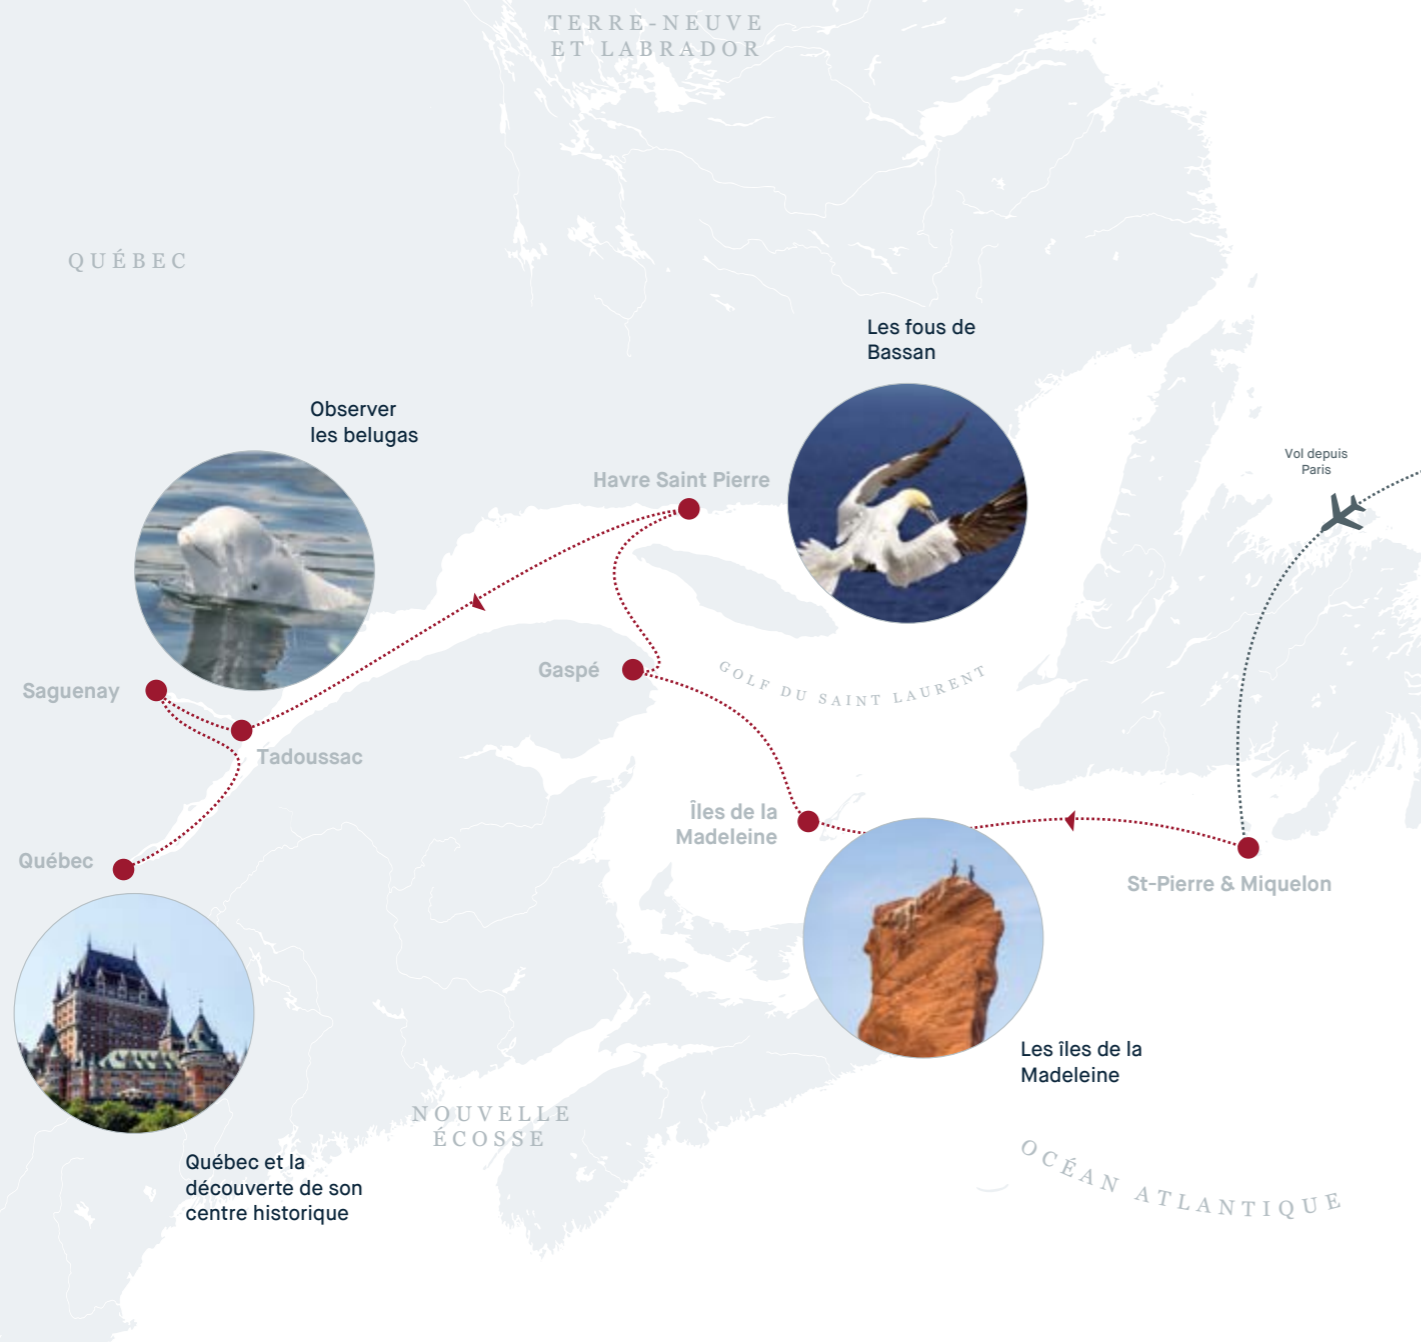 TERRE-NEUVE
ET LABRADOR
QUÉBEC
Les fous de
Bassan
Observer
les belugas
Vol depuis
Paris
Havre Saint Pierre
Gaspé
GOLF DU SAINT LAURENT
Saguenay
Tadoussac
Îles de la
Madeleine
Québec
St-Pierre & Miquelon
Les îles de la
Madeleine
NOUVELLE
ÉCOSSE
OCÉAN ATLANTIQUE
Québec et la
découverte de son
centre historique